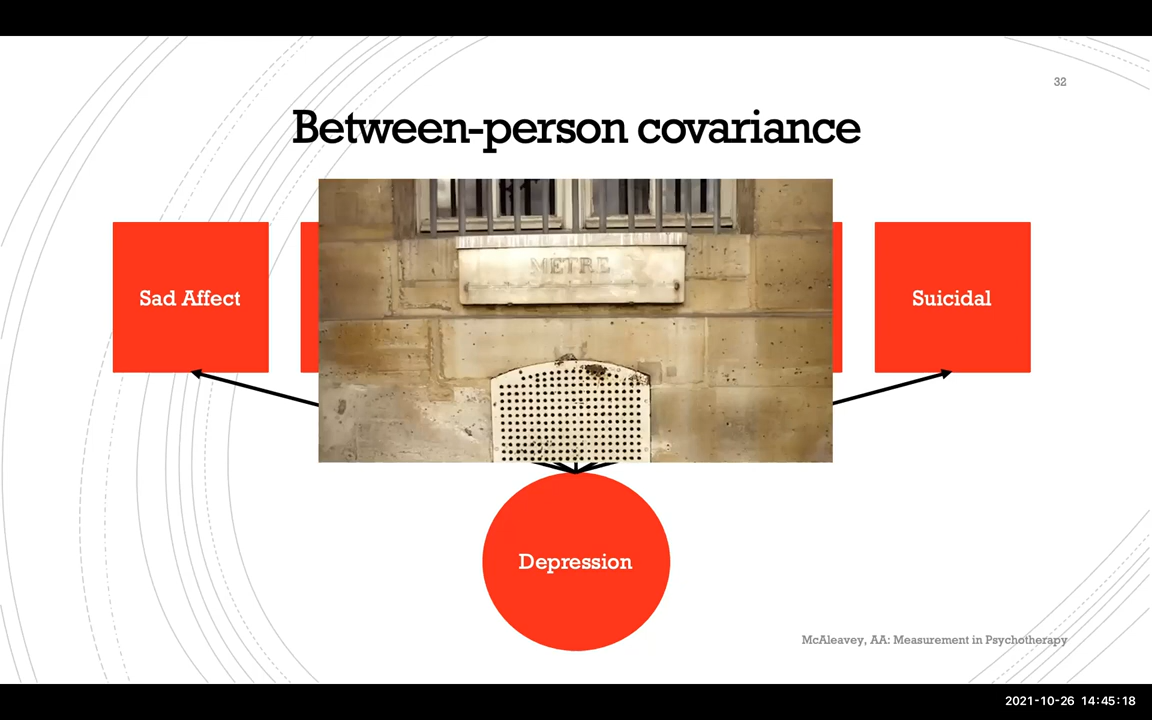 32
Between-person covariance
MÈTRE
Sad Affect
Suicidal
Depression
McAleavey, AA: Measurement in Psychotherapy
2021-10-26 14:45:18